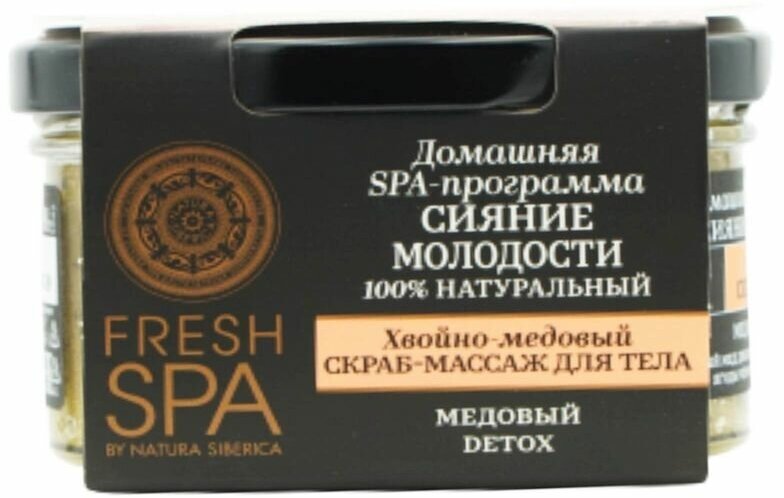 Домашняя
SPA-программа
СИЯНИЕ
МОЛОДОСТИ
100% НАТУРАЛЬНЫЙ
Хвойно-медовый
СКРАБ-МАССАЖ ДЛЯ ТЕЛА
МЕДОВЫЙ
DETOX
FRESH
SPA
BY NATURA SIBERICA